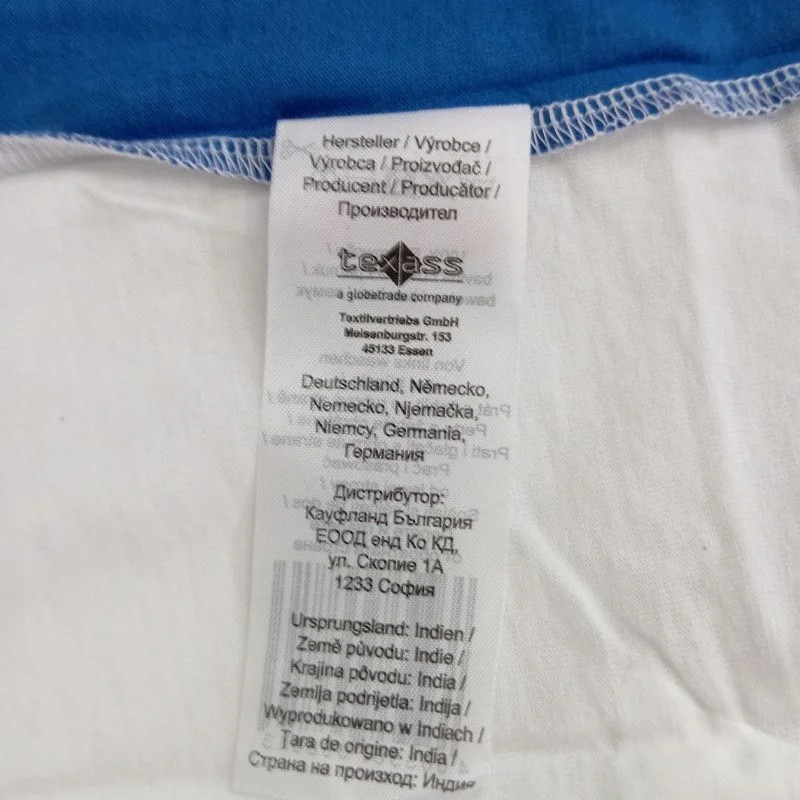 Hersteller / Výrobce /
Výrobca / Proizvođač /
Producent / Producător /
Производител
texass
a globetrade company
Textilvertriebs GmbH
Meisenburgstr. 153
45133 Essen
Deutschland, Německo,
Nemecko, Njemačka,
Niemcy, Germania,
Германия
Дистрибутор:
Кауфланд България
ЕООД енд Ко КД,
ул. Скопие 1А
1233 София
Ursprungsland: Indien /
Země původu: Indie /
Krajina pôvodu: India /
Zemlja podrijetla: Indija /
Wyprodukowano w Indiach /
Țara de origine: India /
Страна на произход: Индия